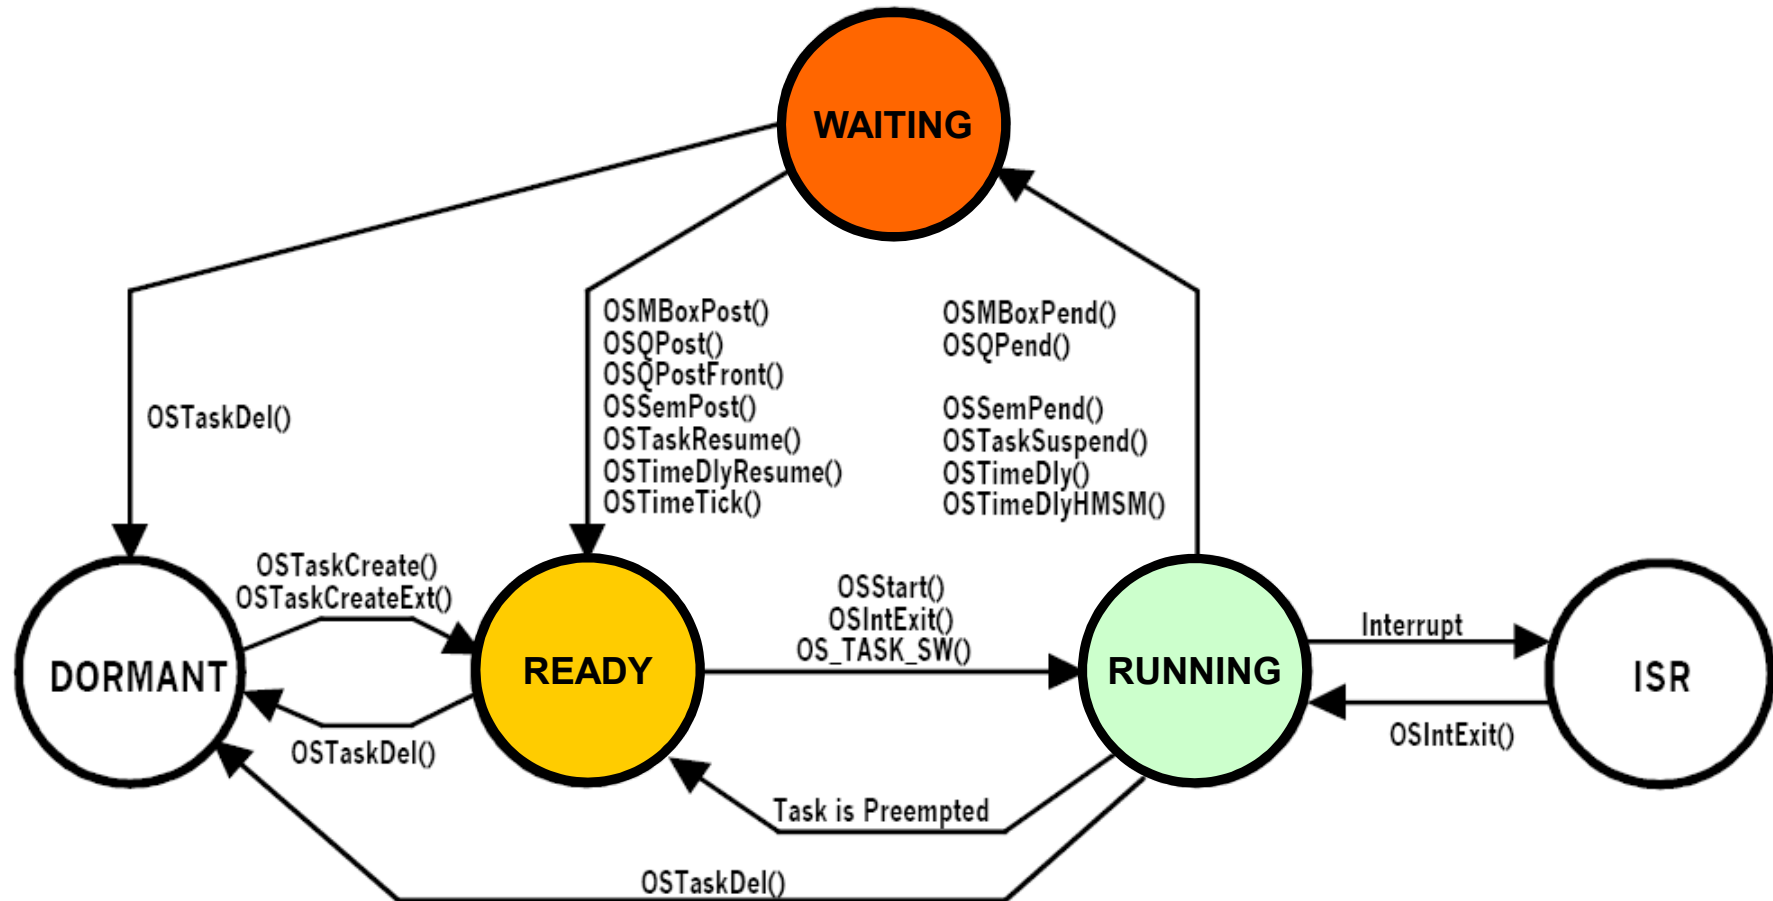 WAITING
OSMBoxPost()
OSQPost()
OSQPostFront()
OSSemPost()
OSTaskResume()
OSTimeDlyResume()
OSTimeTick()
OSMBoxPend()
OSQPend()
OSSemPend()
OSTaskSuspend()
OSTimeDly()
OSTimeDlyHMSM()
OSTaskDel()
OSTaskCreate()
OSTaskCreateExt()
OSStart()
OSIntExit()
OS_TASK_SW()
Interrupt
DORMANT
READY
RUNNING
ISR
OSTaskDel()
OSIntExit()
Task is Preempted
OSTaskDel()